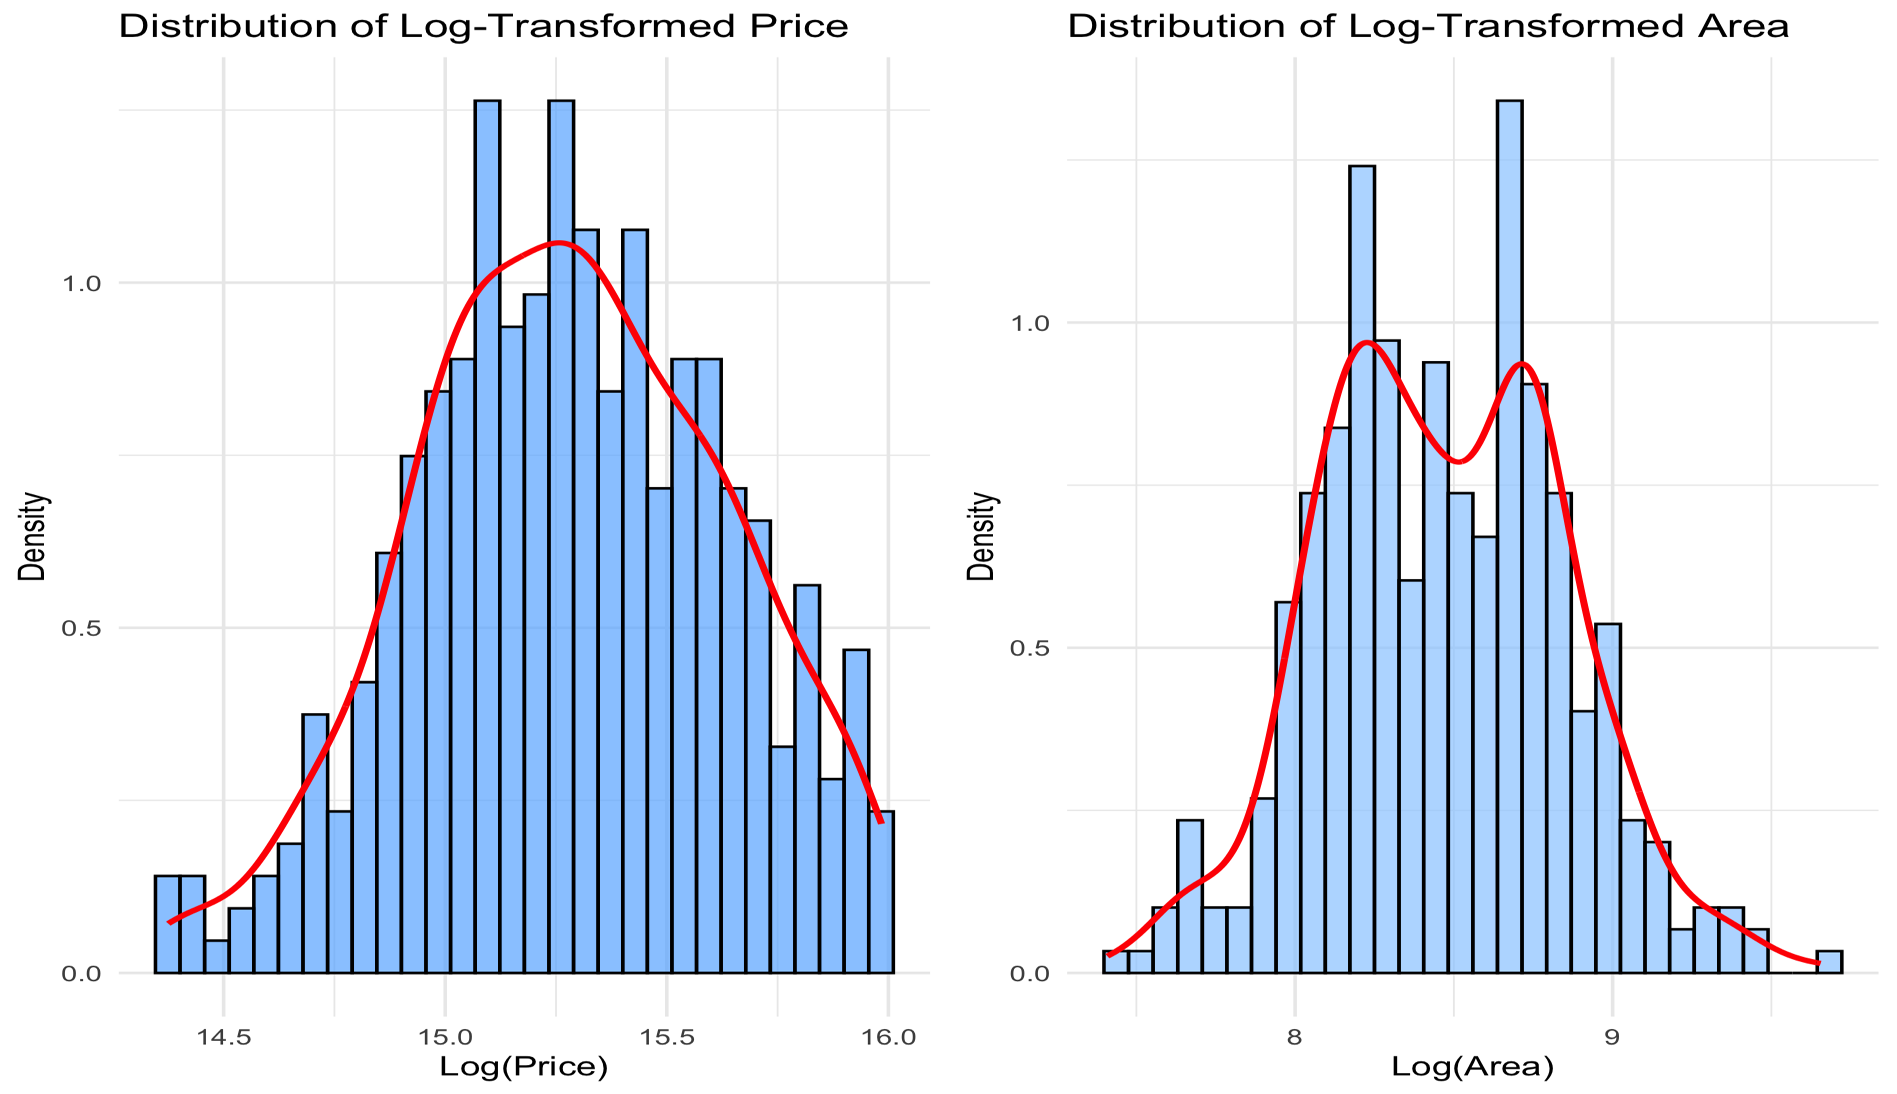 Distribution of Log-Transformed Price
Density
1.0
0.5
0.0
14.5 15.0 15.5 16.0
Log(Price)
Distribution of Log-Transformed Area
Density
1.0
0.5
0.0
8 9
Log(Area)